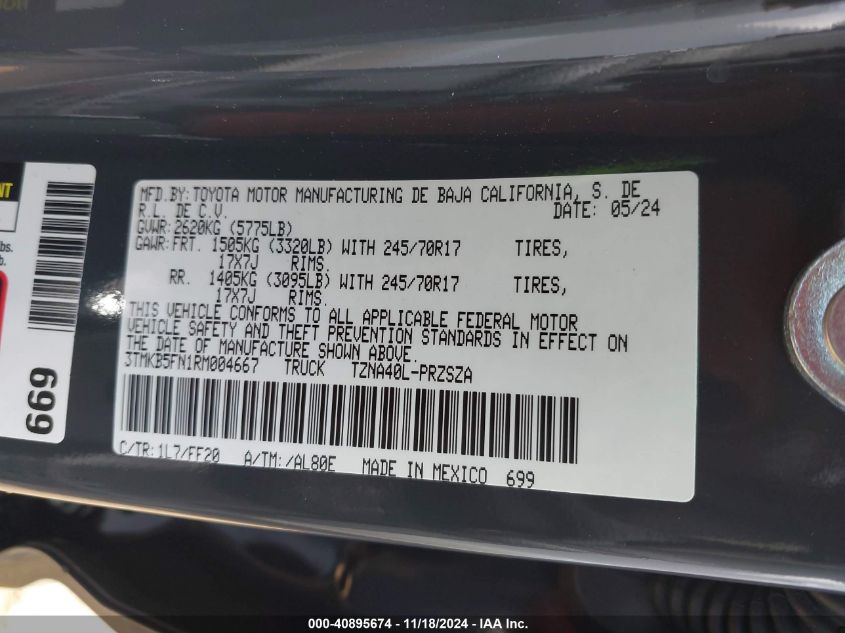 MFD.BY: TOYOTA MOTOR MANUFACTURING DE BAJA CALIFORNIA, S. DE
R.L. DE C.V. DATE: 05/24
GVWR: 2620KG (5775LB)
GAWR: FRT. 1505KG (3320LB) WITH 245/70R17 TIRES,
17X7J RIMS.
RR. 1405KG (3095LB) WITH 245/70R17 TIRES,
17X7J RIMS.
THIS VEHICLE CONFORMS TO ALL APPLICABLE FEDERAL MOTOR
VEHICLE SAFETY AND THEFT PREVENTION STANDARDS IN EFFECT ON
THE DATE OF MANUFACTURE SHOWN ABOVE.
3TMKB5FN1RM004667 TRUCK TZNA40L-PRZSZA
C/TR: 1L7/FF20 A/TM: /AL80E MADE IN MEXICO 699
699
000-40895674 - 11/18/2024 - IAA Inc.